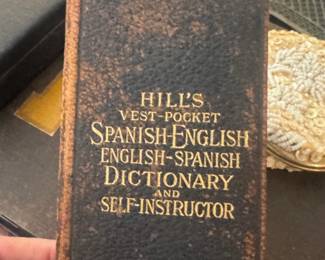 HILL'S
VEST-POCKET
SPANISH-ENGLISH
ENGLISH-SPANISH
DICTIONARY
AND
SELF-INSTRUCTOR